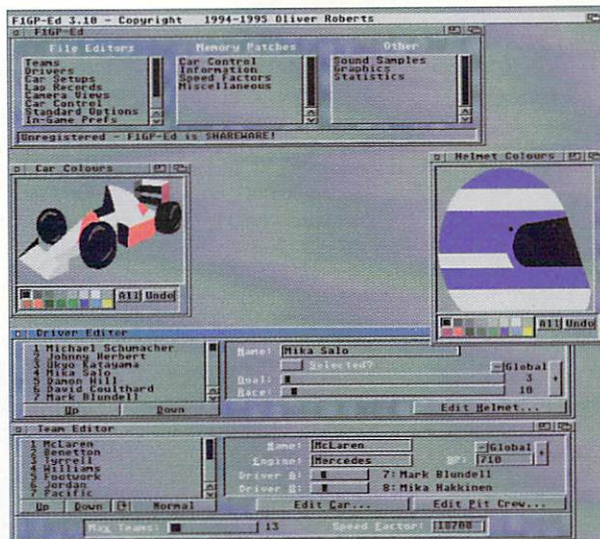 F1GP-Ed 3.10 - Copyright 1994-1995 Oliver Roberts
F1GP-Ed
File Editors
Teams
Drivers
Car Setups
Lap Records
Camera Views
Car Control
Standard Options
In-Game Prefs
Memory Patches
Car Control
Information
Speed Factors
Miscellaneous
Other
Sound Samples
Graphics
Statistics
Unregistered - F1GP-Ed is SHAREWARE!
Car Colours
All Undo
Helmet Colours
All Undo
Driver Editor
1 Michael Schumacher
2 Johnny Herbert
3 Ukyo Katayama
4 Mika Salo
5 Damon Hill
6 David Coulthard
7 Mark Blundell
Up Down
Name: Mika Salo
Selected?
Global
Qual: 3
Race: 10
Edit Helmet...
Team Editor
1 McLaren
2 Benetton
3 Tyrrell
4 Williams
5 Footwork
6 Jordan
7 Pacific
Up Down Normal
Name: McLaren
Global
Engine: Mercedes
BP: 710
Driver A: 7: Mark Blundell
Driver B: 8: Mika Hakkinen
Edit Car... Edit Pit Crew...
Max Teams: 13 Speed Factor: 18700